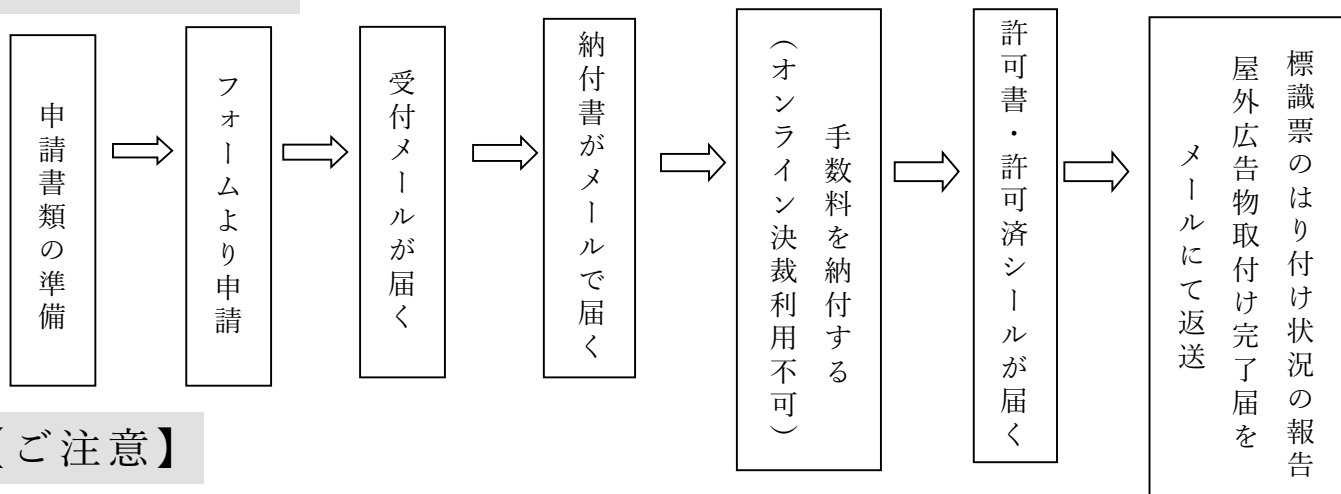 申請書類の準備
フォームより申請
受付メールが届く
納付書がメールで届く
手数料を納付する
（オンライン決裁利用不可）
許可書・許可済シールが届く
標識票のはり付け状況の報告
屋外広告物取付け完了届を
メールにて返送
【ご注意】